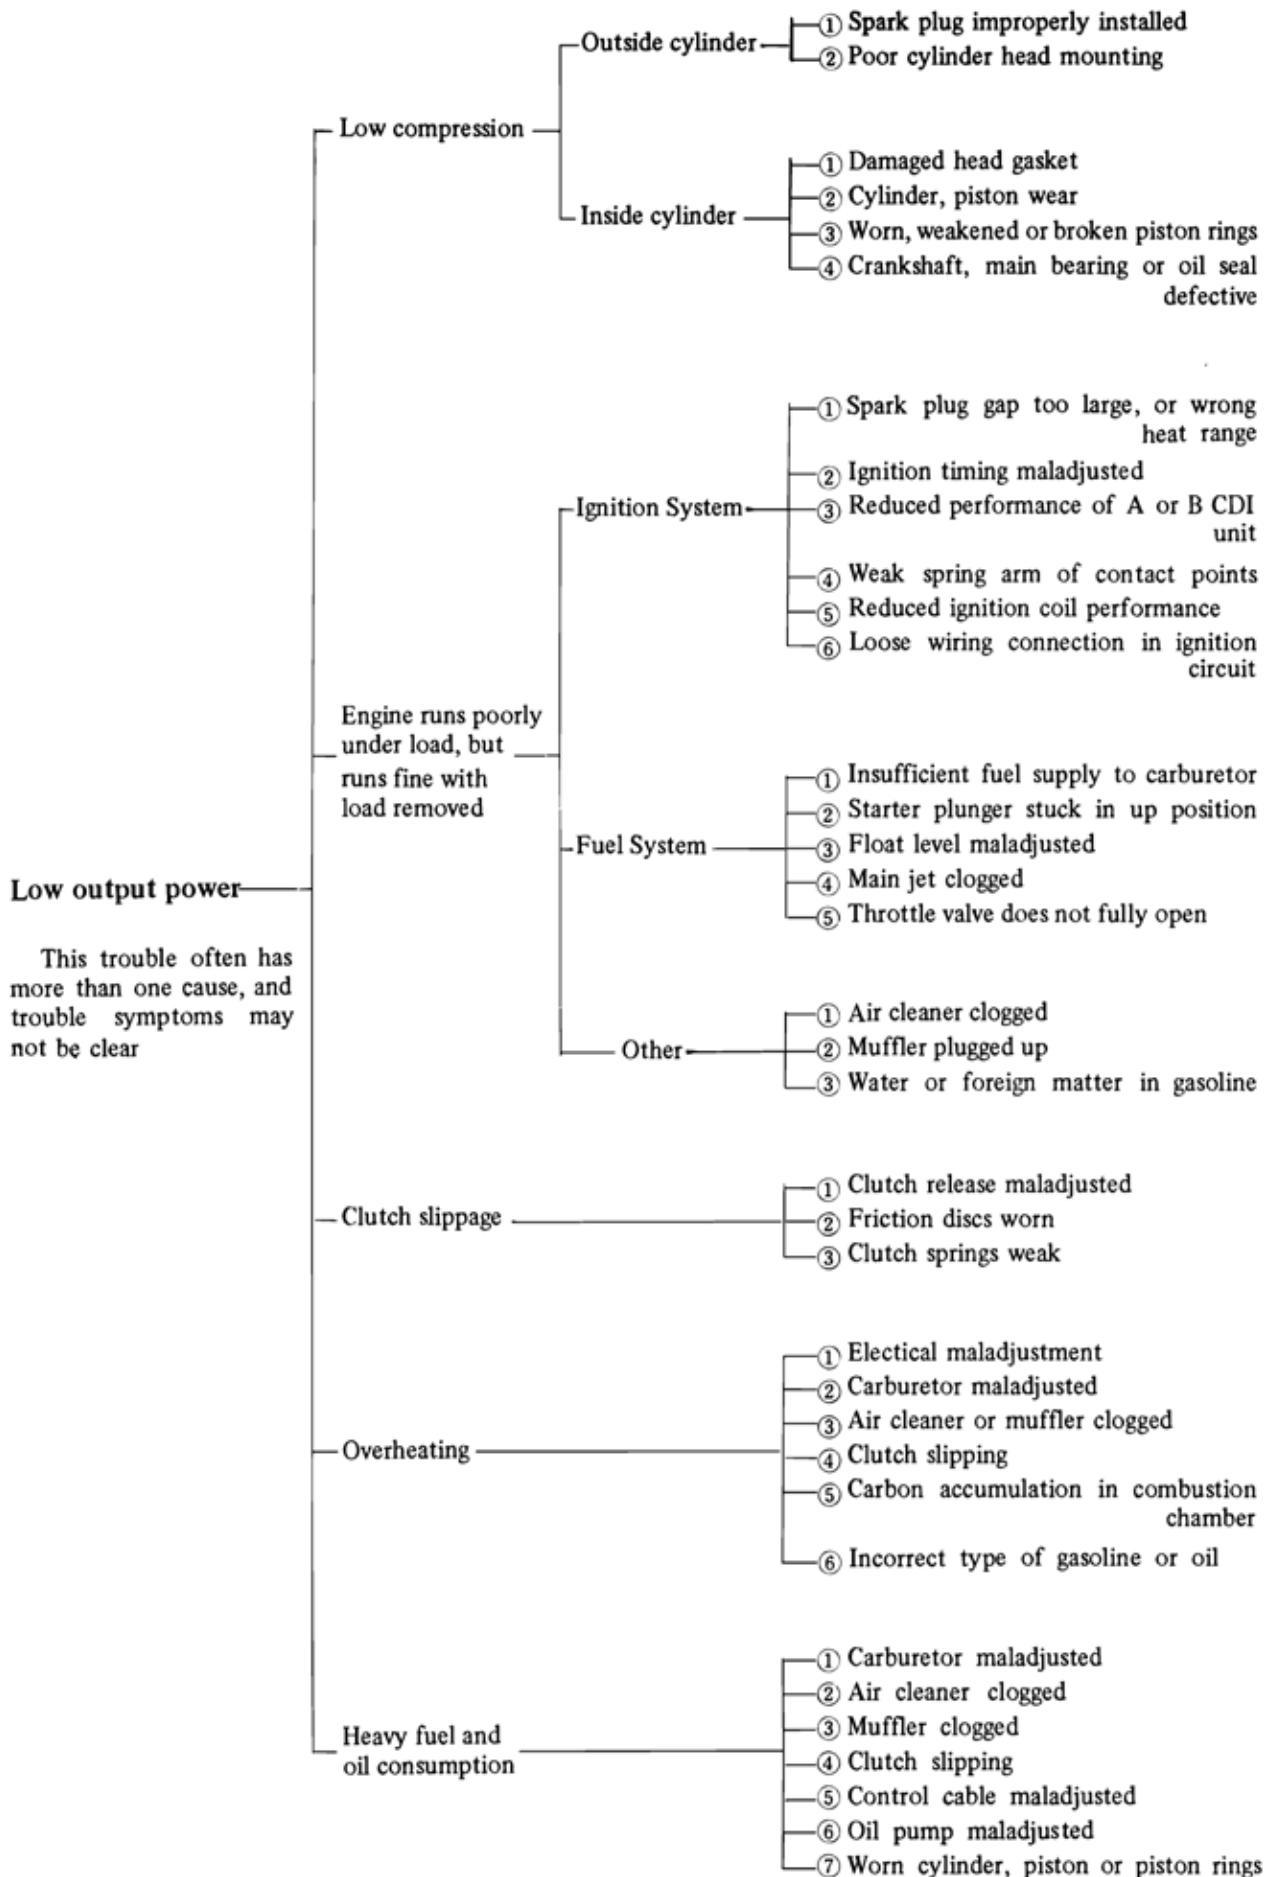 ① Spark plug improperly installed
Outside cylinder
② Poor cylinder head mounting
Low compression
① Damaged head gasket
② Cylinder, piston wear
Inside cylinder
③ Worn, weakened or broken piston rings
④ Crankshaft, main bearing or oil seal
defective
① Spark plug gap too large, or wrong
heat range
② Ignition timing maladjusted
Ignition System
③ Reduced performance of A or B CDI
unit
④ Weak spring arm of contact points
⑤ Reduced ignition coil performance
⑥ Loose wiring connection in ignition
circuit
Engine runs poorly
under load, but
runs fine with
load removed
① Insufficient fuel supply to carburetor
② Starter plunger stuck in up position
Fuel System
③ Float level maladjusted
④ Main jet clogged
⑤ Throttle valve does not fully open
Low output power
This trouble often has
more than one cause, and
trouble symptoms may
not be clear
① Air cleaner clogged
Other
② Muffler plugged up
③ Water or foreign matter in gasoline
① Clutch release maladjusted
Clutch slippage
② Friction discs worn
③ Clutch springs weak
① Electical maladjustment
② Carburetor maladjusted
③ Air cleaner or muffler clogged
Overheating
④ Clutch slipping
⑤ Carbon accumulation in combustion
chamber
⑥ Incorrect type of gasoline or oil
① Carburetor maladjusted
② Air cleaner clogged
③ Muffler clogged
Heavy fuel and
oil consumption
④ Clutch slipping
⑤ Control cable maladjusted
⑥ Oil pump maladjusted
⑦ Worn cylinder, piston or piston rings